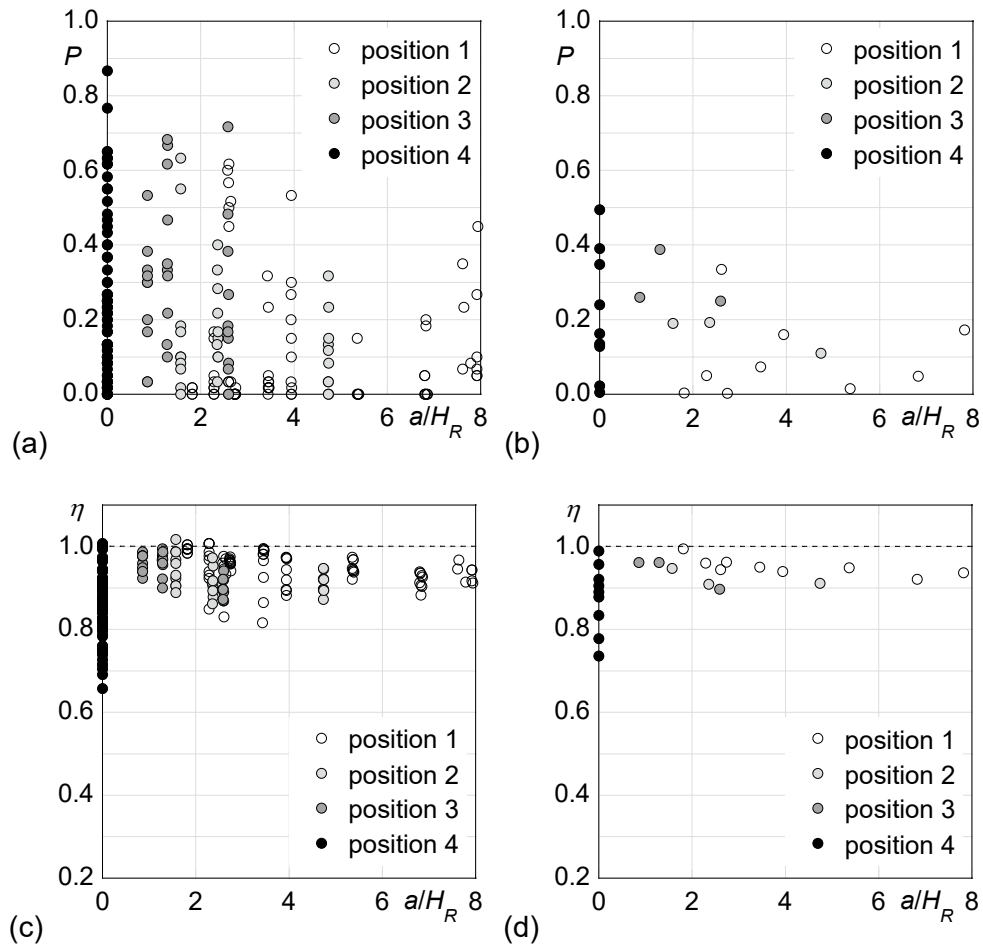 1.0
P
0.8
0.6
0.4
0.2
0.0
0 2 4 6 a/H_R 8
position 1
position 2
position 3
position 4
(a)
1.0
P
0.8
0.6
0.4
0.2
0.0
0 2 4 6 a/H_R 8
position 1
position 2
position 3
position 4
(b)
η
1.0
0.8
0.6
0.4
0.2
0 2 4 6 a/H_R 8
position 1
position 2
position 3
position 4
(c)
η
1.0
0.8
0.6
0.4
0.2
0 2 4 6 a/H_R 8
position 1
position 2
position 3
position 4
(d)